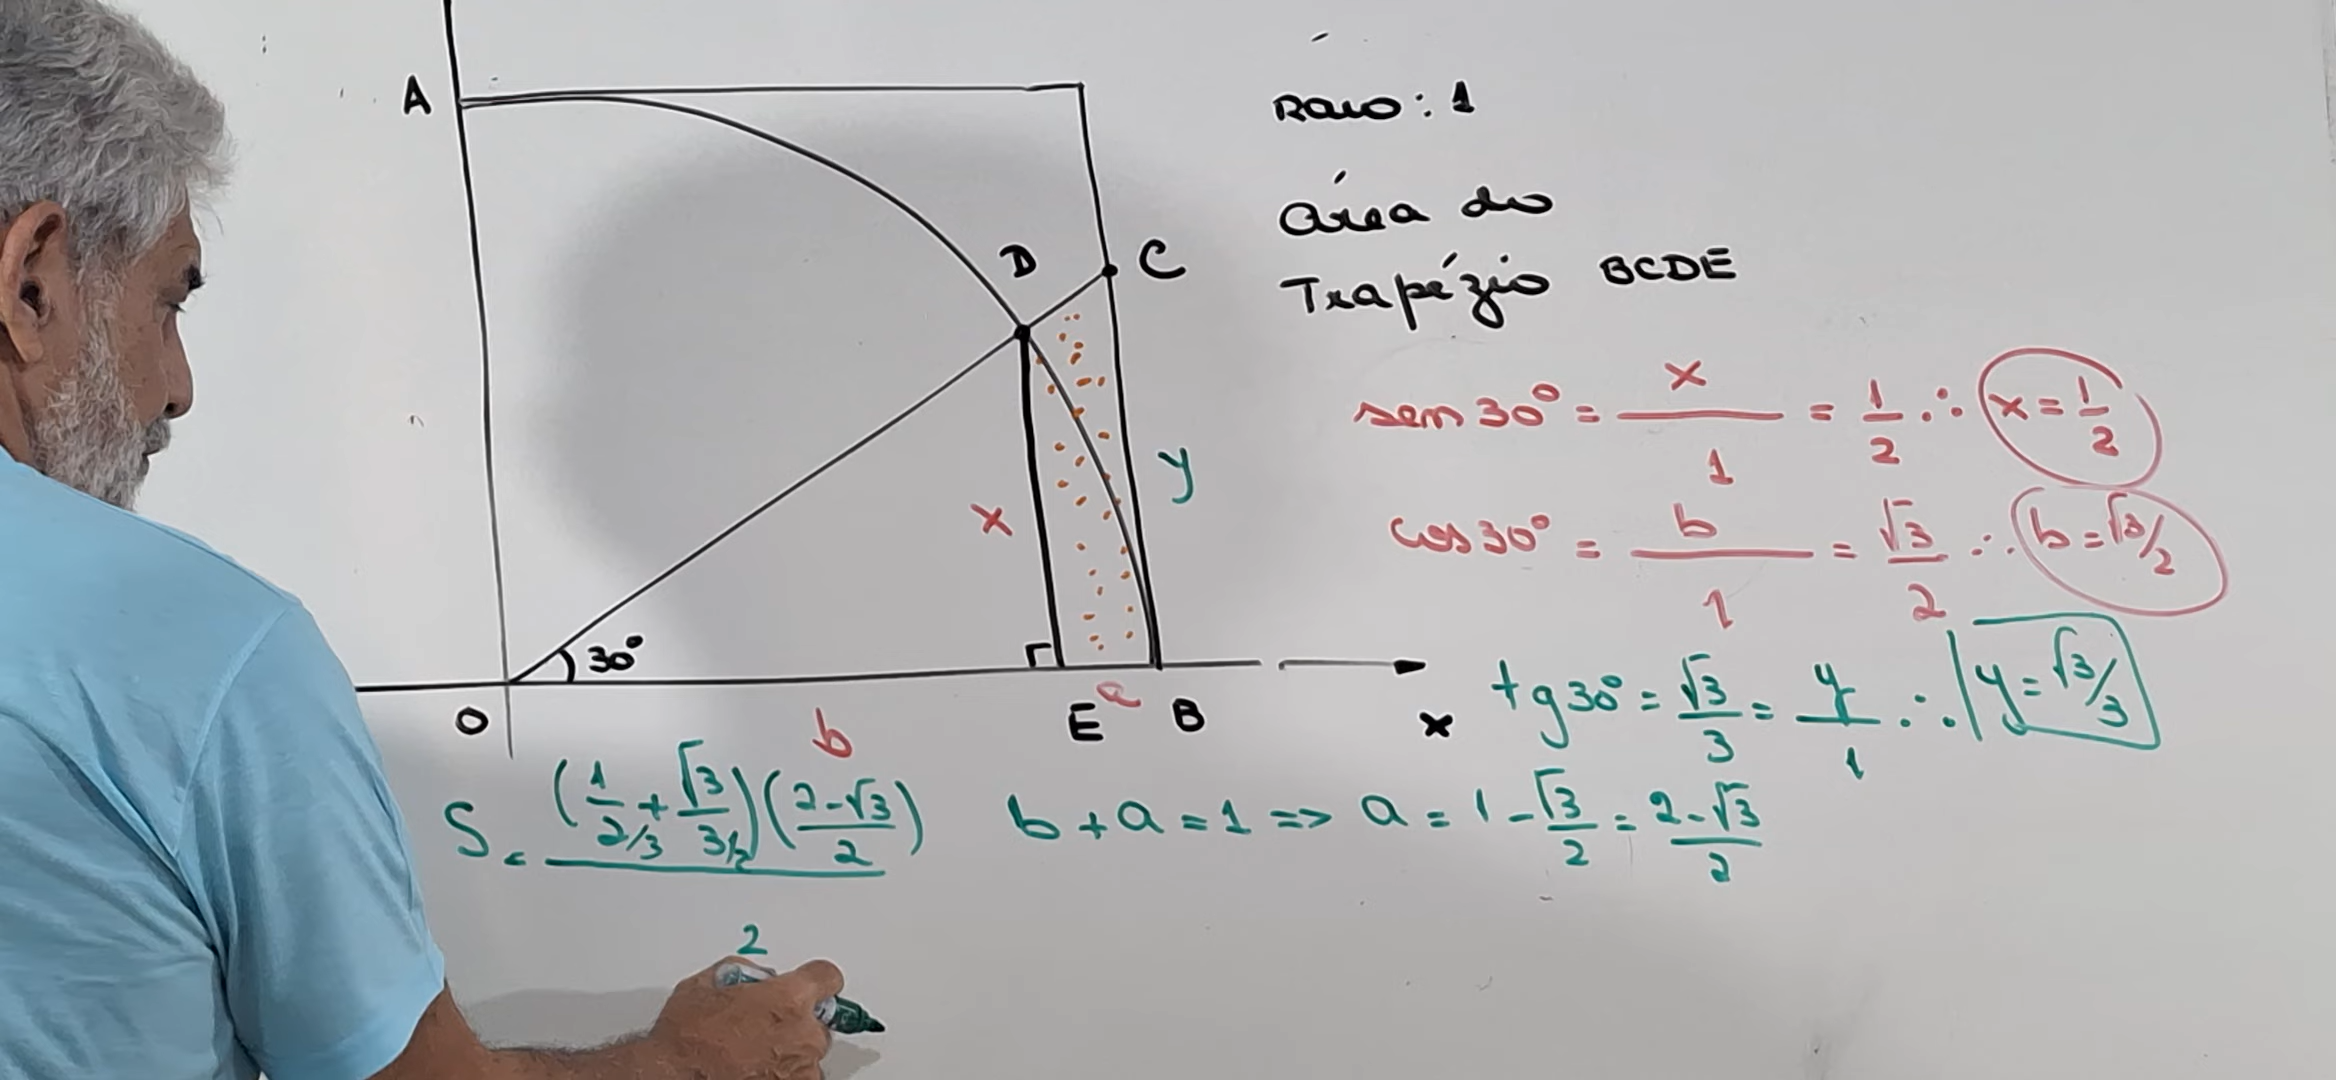 A
Raio: 1
área do
Trapézio BCDE
D
C
sen 30° = x/1 = 1/2 ∴ x = 1/2
x
y
cos 30° = b/1 = √3/2 ∴ b = √3/2
30°
tg 30° = √3/3 = y/1 ∴ y = √3/3
O
b
E
a
B
x
S = (1/2/3 + √3/3/2)(2-√3/2)/2
b + a = 1 => a = 1 - √3/2 = 2-√3/2